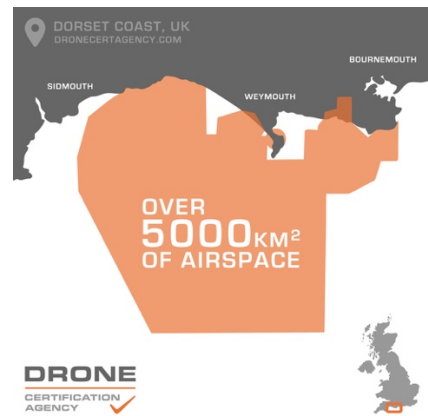 DORSET COAST, UK
DRONECERTAGENCY.COM
BOURNEMOUTH
SIDMOUTH
WEYMOUTH
OVER
5000KM²
OF AIRSPACE
DRONE
CERTIFICATION
AGENCY